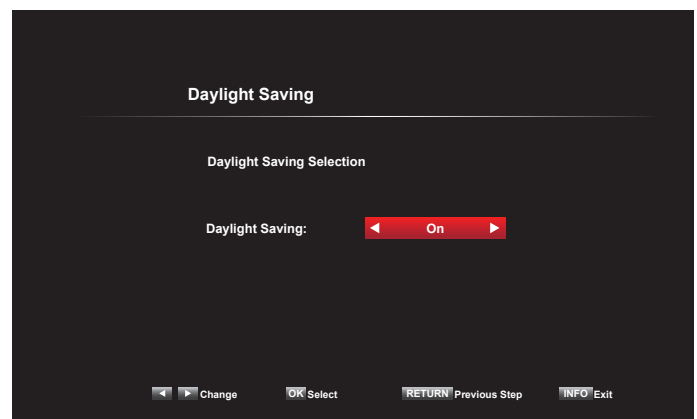 Daylight Saving
Daylight Saving Selection
Daylight Saving: On
Change OK Select RETURN Previous Step INFO Exit